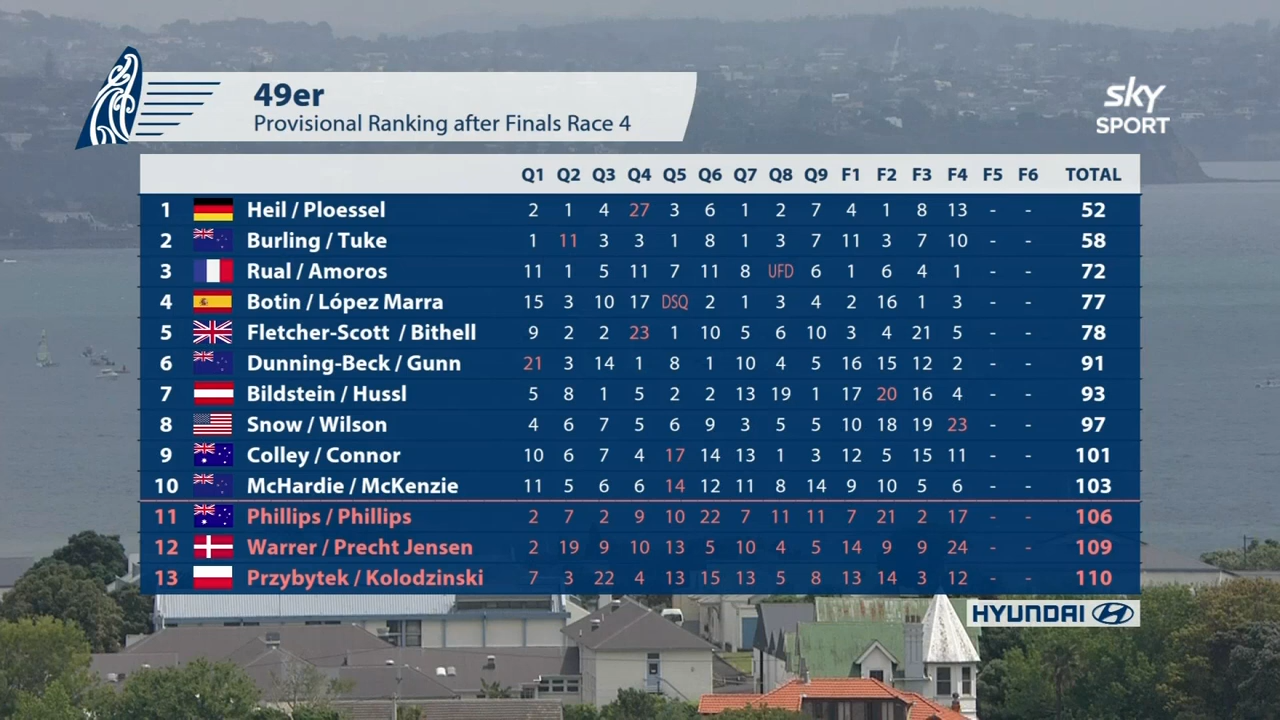 49er
Provisional Ranking after Finals Race 4
sky
SPORT
Q1 Q2 Q3 Q4 Q5 Q6 Q7 Q8 Q9 F1 F2 F3 F4 F5 F6 TOTAL
1 Heil / Ploessel 2 1 4 27 3 6 1 2 7 4 1 8 13 - - 52
2 Burling / Tuke 1 11 3 3 1 8 1 3 7 11 3 7 10 - - 58
3 Rual / Amoros 11 1 5 11 7 11 8 UFD 6 1 6 4 1 - - 72
4 Botin / López Marra 15 3 10 17 DSQ 2 1 3 4 2 16 1 3 - - 77
5 Fletcher-Scott / Bithell 9 2 2 23 1 10 5 6 10 3 4 21 5 - - 78
6 Dunning-Beck / Gunn 21 3 14 1 8 1 10 4 5 16 15 12 2 - - 91
7 Bildstein / Hussl 5 8 1 5 2 2 13 19 1 17 20 16 4 - - 93
8 Snow / Wilson 4 6 7 5 6 9 3 5 5 10 18 19 23 - - 97
9 Colley / Connor 10 6 7 4 17 14 13 1 3 12 5 15 11 - - 101
10 McHardie / McKenzie 11 5 6 6 14 12 11 8 14 9 10 5 6 - - 103
11 Phillips / Phillips 2 7 2 9 10 22 7 11 11 7 21 2 17 - - 106
12 Warrer / Precht Jensen 2 19 9 10 13 5 10 4 5 14 9 9 24 - - 109
13 Przybytek / Kolodzinski 7 3 22 4 13 15 13 5 8 13 14 3 12 - - 110
HYUNDAI